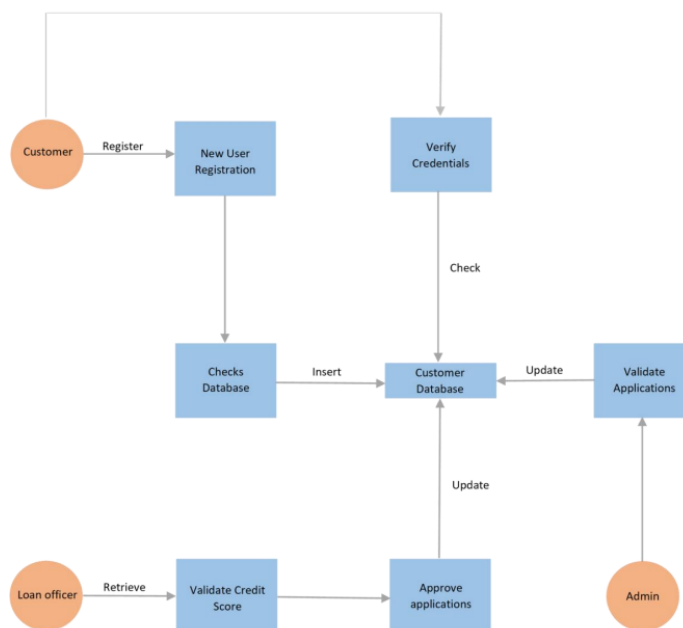 Customer
Register
New User
Registration
Verify
Credentials
Check
Checks
Database
Insert
Customer
Database
Update
Validate
Applications
Update
Loan officer
Retrieve
Validate Credit
Score
Approve
applications
Admin